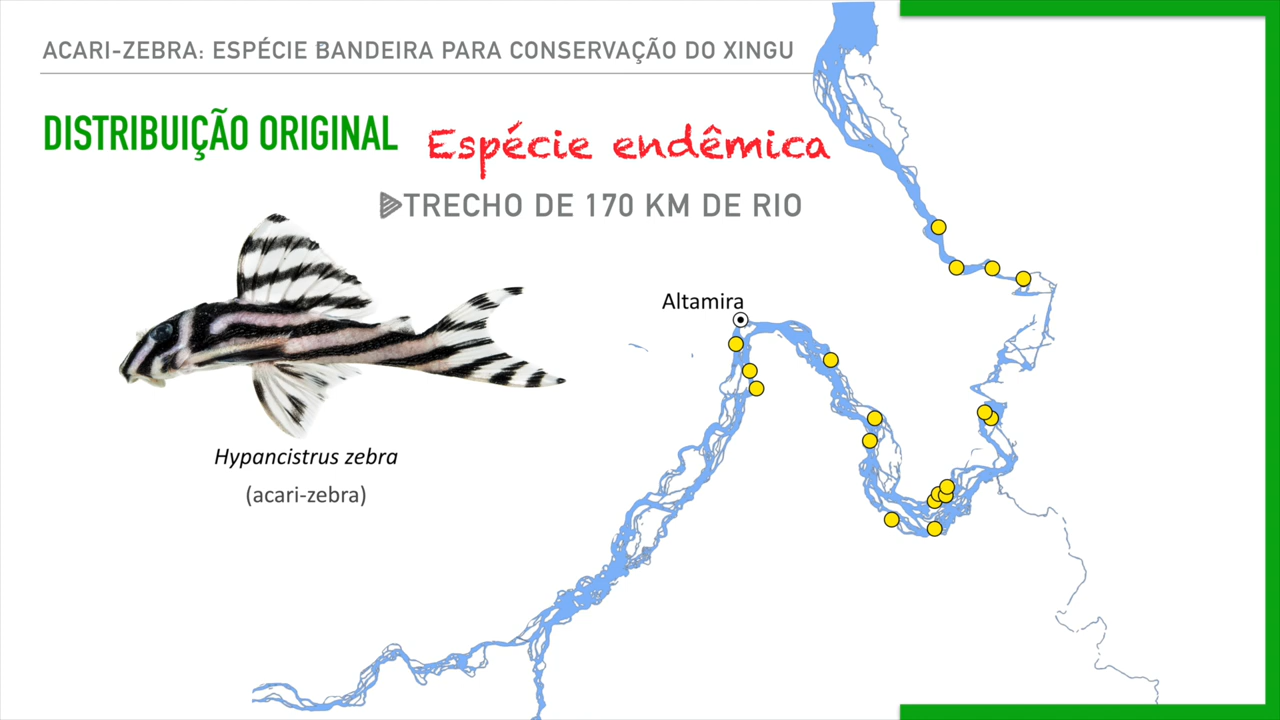 ACARI-ZEBRA: ESPÉCIE BANDEIRA PARA CONSERVAÇÃO DO XINGU
DISTRIBUIÇÃO ORIGINAL
Espécie endêmica
TRECHO DE 170 KM DE RIO
Altamira
Hypancistrus zebra
(acari-zebra)